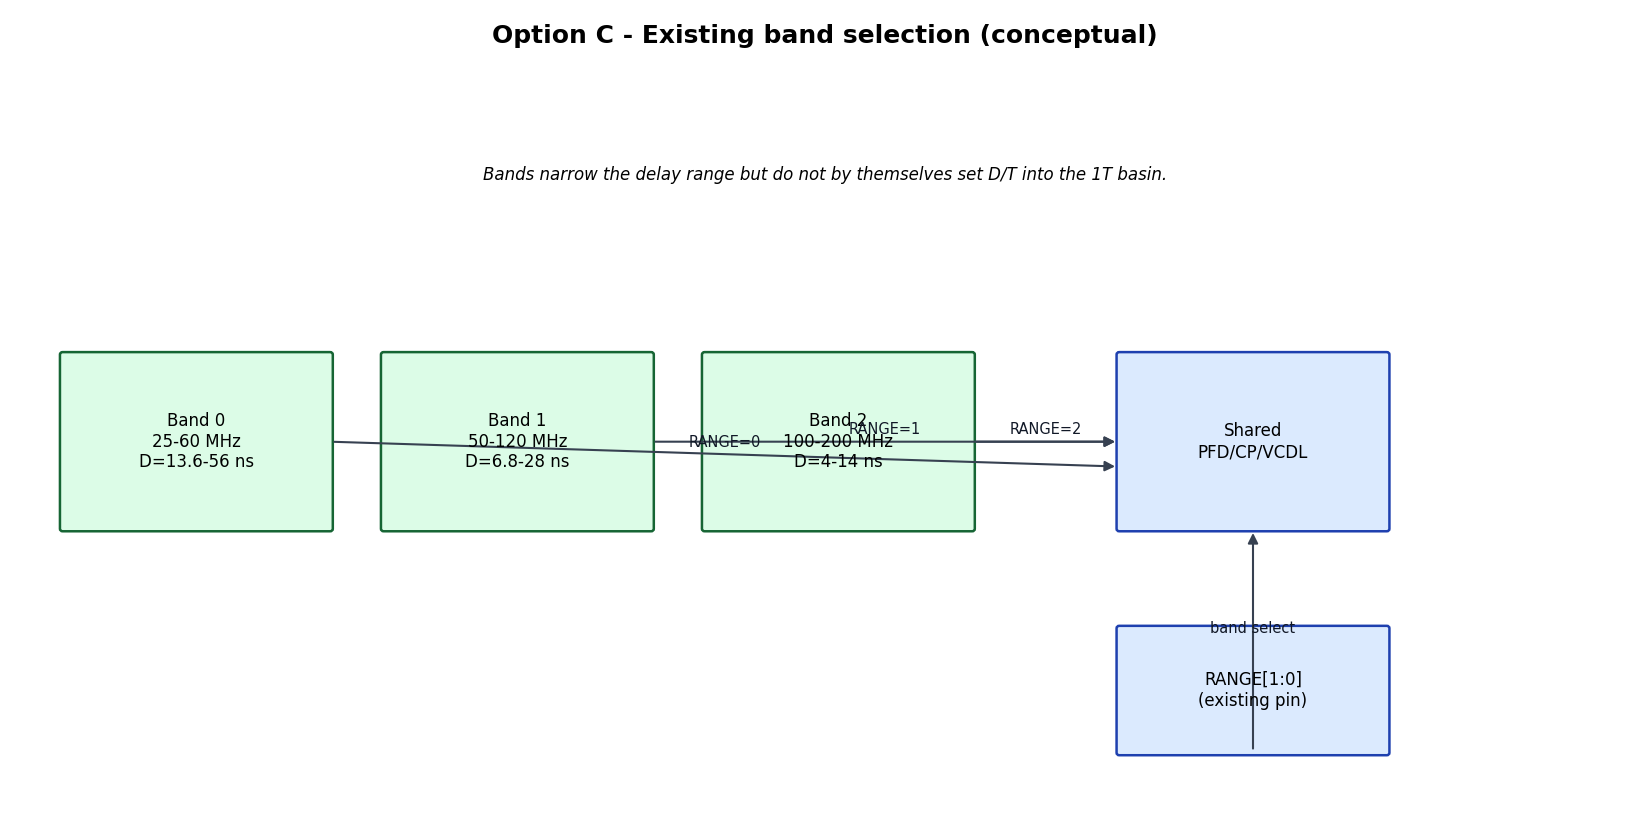 Option C - Existing band selection (conceptual)
Bands narrow the delay range but do not by themselves set D/T into the 1T basin.
Band 0
25-60 MHz
D=13.6-56 ns
Band 1
50-120 MHz
D=6.8-28 ns
RANGE=0
Band 2
100-200 MHz
D=4-14 ns
RANGE=1
RANGE=2
Shared
PFD/CP/VCDL
band select
RANGE[1:0]
(existing pin)